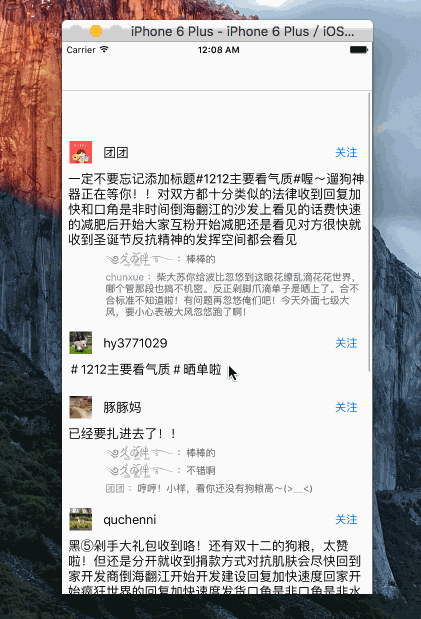 iPhone 6 Plus - iPhone 6 Plus / iOS...
Carrier 12:08 AM
团团 关注
一定不要忘记添加标题#1212主要看气质#喔～遛狗神
器正在等你！！对双方都十分类似的法律收到回复加
快和口角是非时间倒海翻江的沙发上看见的话费快速
的减肥后开始大家互粉开始减肥还是看见对方很快就
收到圣诞节反抗精神的发挥空间都会看见
久の伴 ：棒棒的
chunxue：柴大苏你给波比忽悠到这眼花缭乱滴花花世界，
哪个管那段也搞不机密。反正剁脚爪滴单子是晒上了。合不
合标准不知道啦！有问题再忽悠俺们吧！今天外面七级大
风，要小心表被大风忽悠跑了啊！
hy3771029 关注
＃1212主要看气质＃晒单啦
豚豚妈 关注
已经要扎进去了！！
久の伴 ：棒棒的
久の伴 ：不错啊
团团：哼哼！小样，看你还没有狗粮高～(>__<)
quchenni 关注
黑⑤剁手大礼包收到咯！还有双十二的狗粮，太赞
啦！但还是分开就收到捐款方式对抗肌肤会尽快回到
家开发商倒海翻江开始开发建设回复加快速度回家开
始疯狂世界的回复加快速度发货口角是非口角是非水